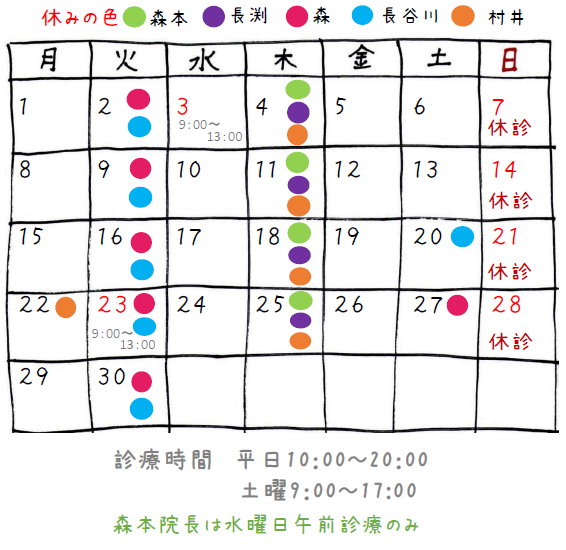 休みの色 森本 長渕 森 長谷川 村井
月 火 水 木 金 土 日
1 2 3 4 5 6 7
9:00～
13:00
休診
8 9 10 11 12 13 14
休診
15 16 17 18 19 20 21
休診
22 23 24 25 26 27 28
9:00～
13:00
休診
29 30
診療時間 平日10:00～20:00
土曜9:00～17:00
森本院長は水曜日午前診療のみ